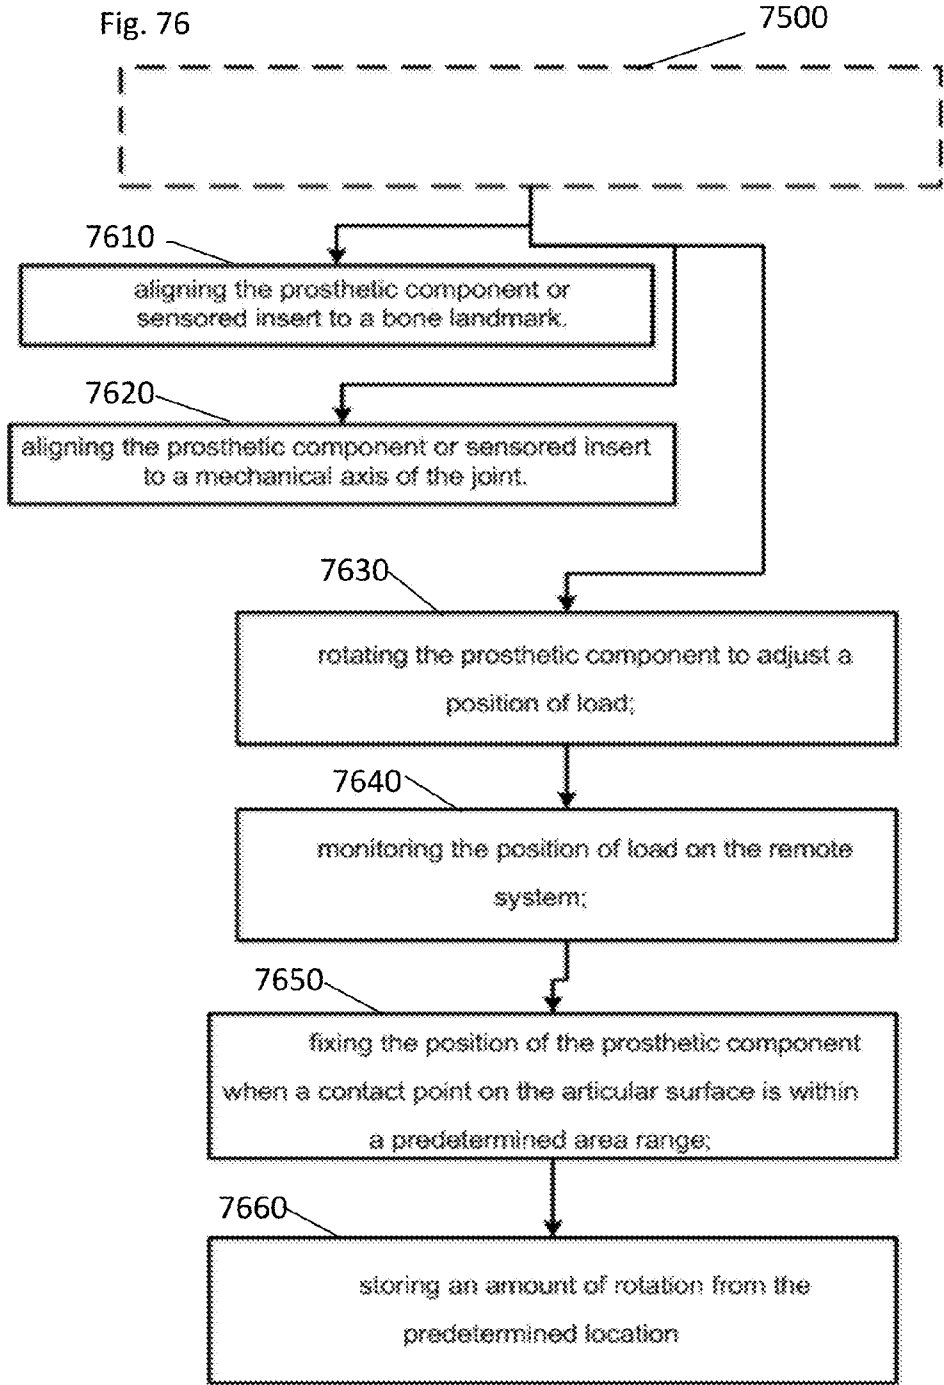 Fig. 76
7500
7610
aligning the prosthetic component or
sensored insert to a bone landmark.
7620
aligning the prosthetic component or sensored insert
to a mechanical axis of the joint.
7630
rotating the prosthetic component to adjust a
position of load;
7640
monitoring the position of load on the remote
system;
7650
fixing the position of the prosthetic component
when a contact point on the articular surface is within
a predetermined area range;
7660
storing an amount of rotation from the
predetermined location